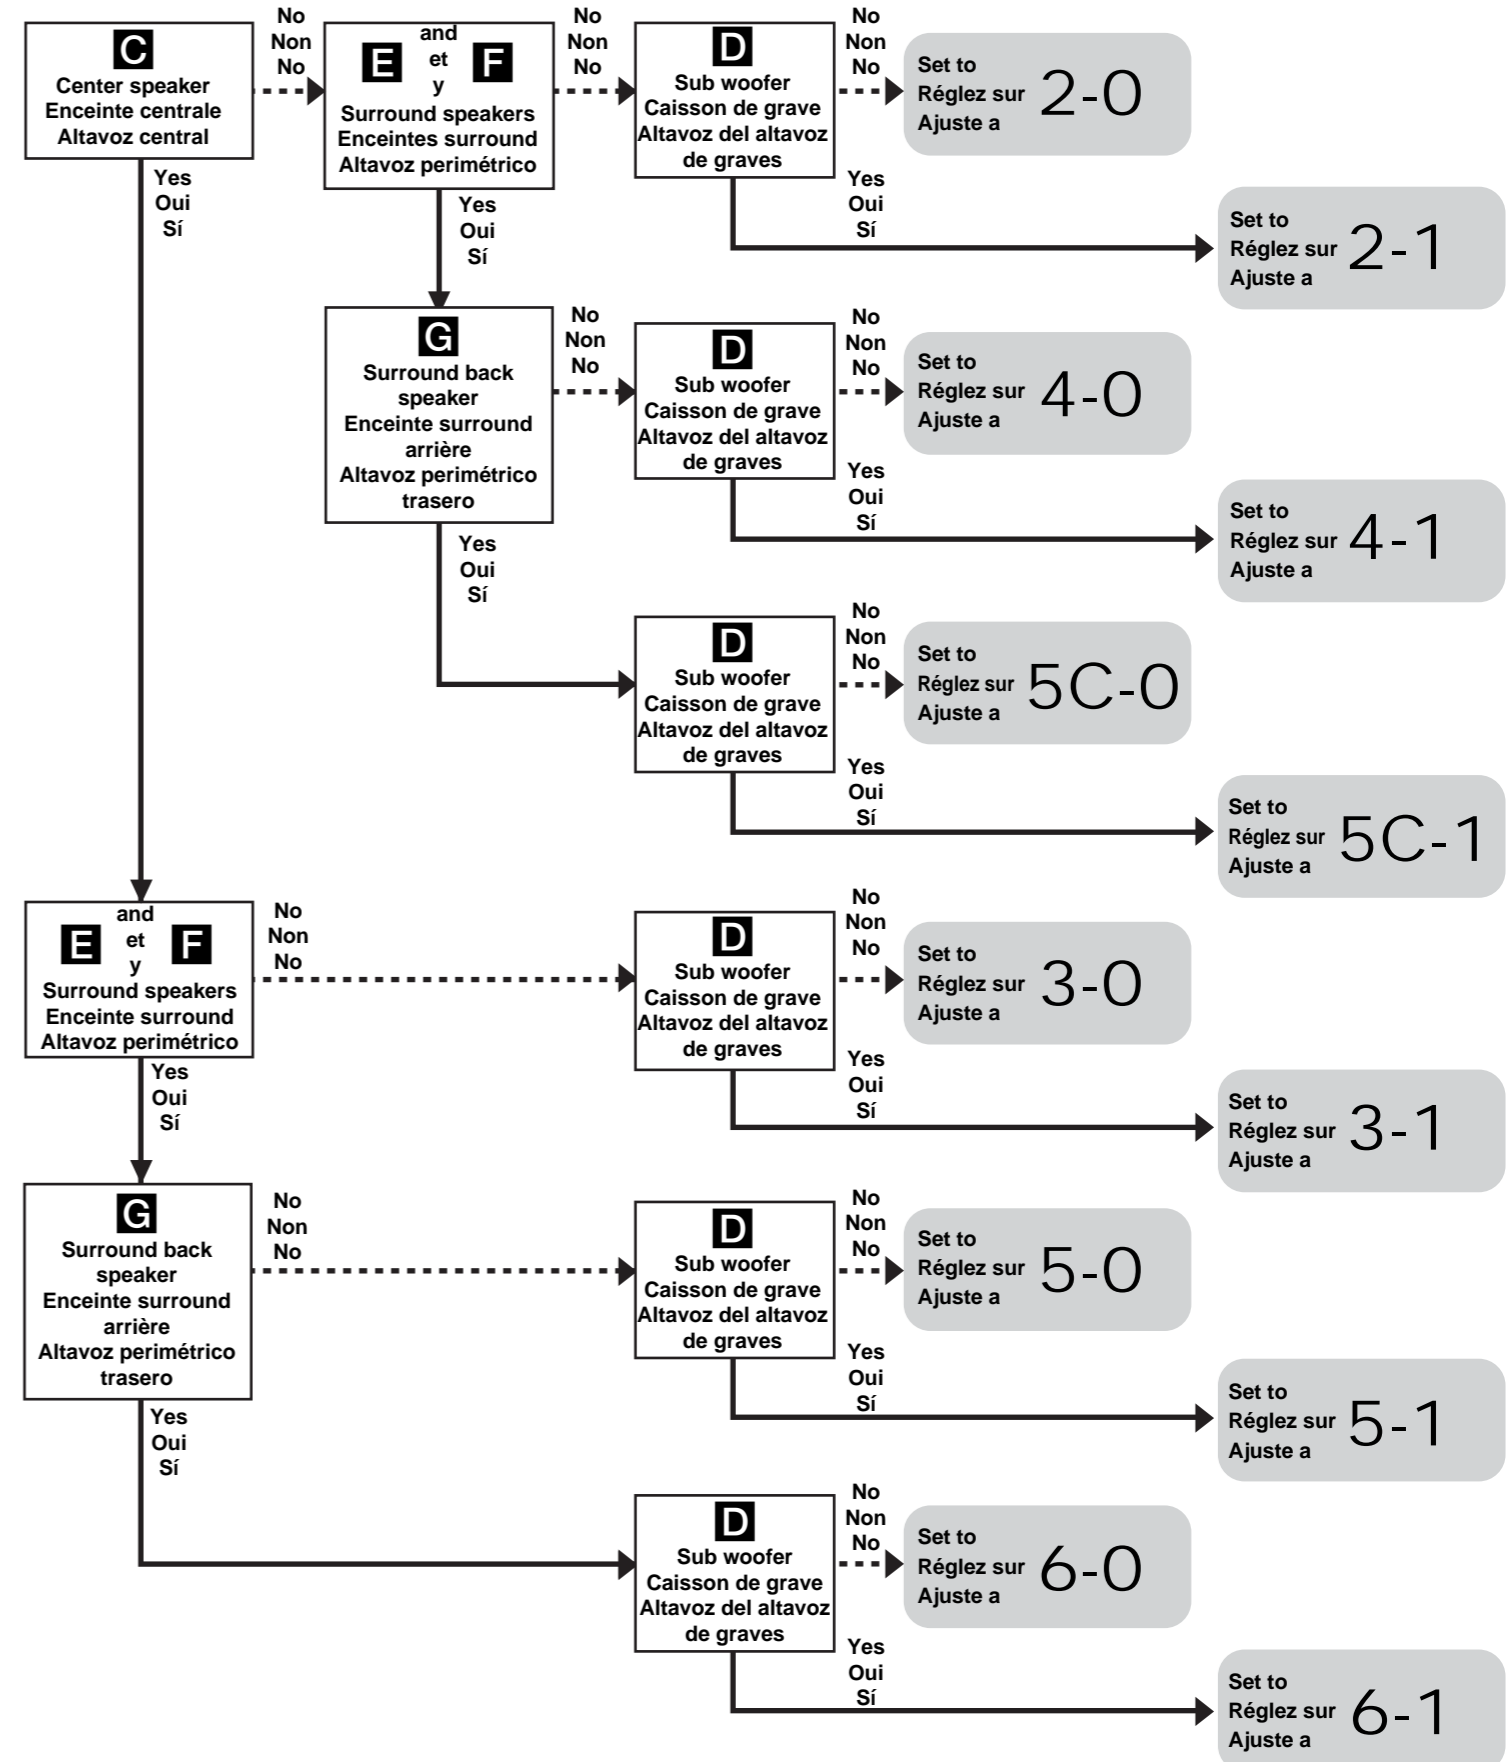 C
Center speaker
Enceinte centrale
Altavoz central
No
Non
No
Yes
Oui
Sí
E and et y F
Surround speakers
Enceintes surround
Altavoz perimétrico
No
Non
No
Yes
Oui
Sí
D
Sub woofer
Caisson de grave
Altavoz del altavoz
de graves
No
Non
No
Set to
Réglez sur
Ajuste a
2-0
Yes
Oui
Sí
Set to
Réglez sur
Ajuste a
2-1
G
Surround back
speaker
Enceinte surround
arrière
Altavoz perimétrico
trasero
No
Non
No
Yes
Oui
Sí
D
Sub woofer
Caisson de grave
Altavoz del altavoz
de graves
No
Non
No
Set to
Réglez sur
Ajuste a
4-0
Yes
Oui
Sí
Set to
Réglez sur
Ajuste a
4-1
D
Sub woofer
Caisson de grave
Altavoz del altavoz
de graves
No
Non
No
Set to
Réglez sur
Ajuste a
5C-0
Yes
Oui
Sí
Set to
Réglez sur
Ajuste a
5C-1
E and et y F
Surround speakers
Enceinte surround
Altavoz perimétrico
No
Non
No
Yes
Oui
Sí
D
Sub woofer
Caisson de grave
Altavoz del altavoz
de graves
No
Non
No
Set to
Réglez sur
Ajuste a
3-0
Yes
Oui
Sí
Set to
Réglez sur
Ajuste a
3-1
G
Surround back
speaker
Enceinte surround
arrière
Altavoz perimétrico
trasero
No
Non
No
Yes
Oui
Sí
D
Sub woofer
Caisson de grave
Altavoz del altavoz
de graves
No
Non
No
Set to
Réglez sur
Ajuste a
5-0
Yes
Oui
Sí
Set to
Réglez sur
Ajuste a
5-1
D
Sub woofer
Caisson de grave
Altavoz del altavoz
de graves
No
Non
No
Set to
Réglez sur
Ajuste a
6-0
Yes
Oui
Sí
Set to
Réglez sur
Ajuste a
6-1